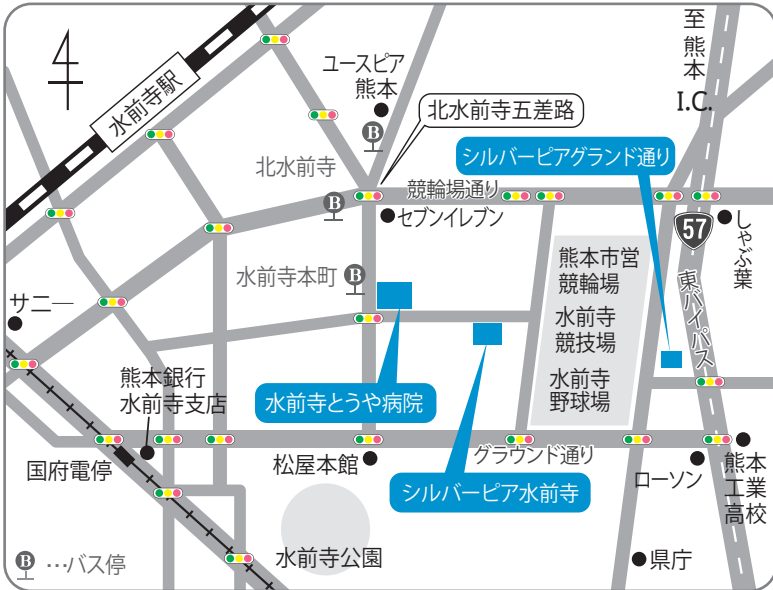 至熊本
I.C.
ユースピア
熊本
水前寺駅
北水前寺五差路
B
シルバーピアグランド通り
北水前寺
競輪場通り
B
セブンイレブン
57
しゃぶ葉
水前寺本町
B
熊本市営
競輪場
水前寺
競技場
水前寺
野球場
東バイパス
サニー
熊本銀行
水前寺支店
水前寺とうや病院
国府電停
松屋本館
グラウンド通り
シルバーピア水前寺
ローソン
熊本
工業
高校
水前寺公園
県庁
B …バス停